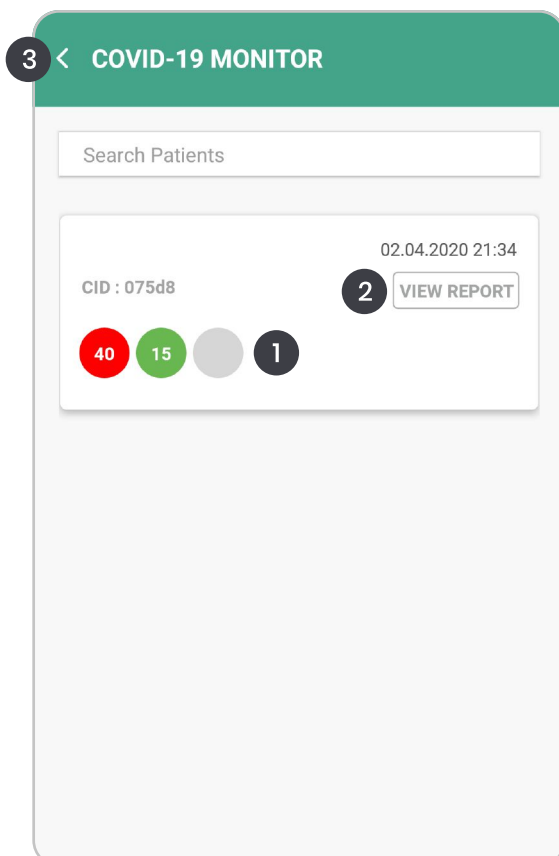 3 < COVID-19 MONITOR
Search Patients
02.04.2020 21:34
CID : 075d8
2 VIEW REPORT
40 15 1